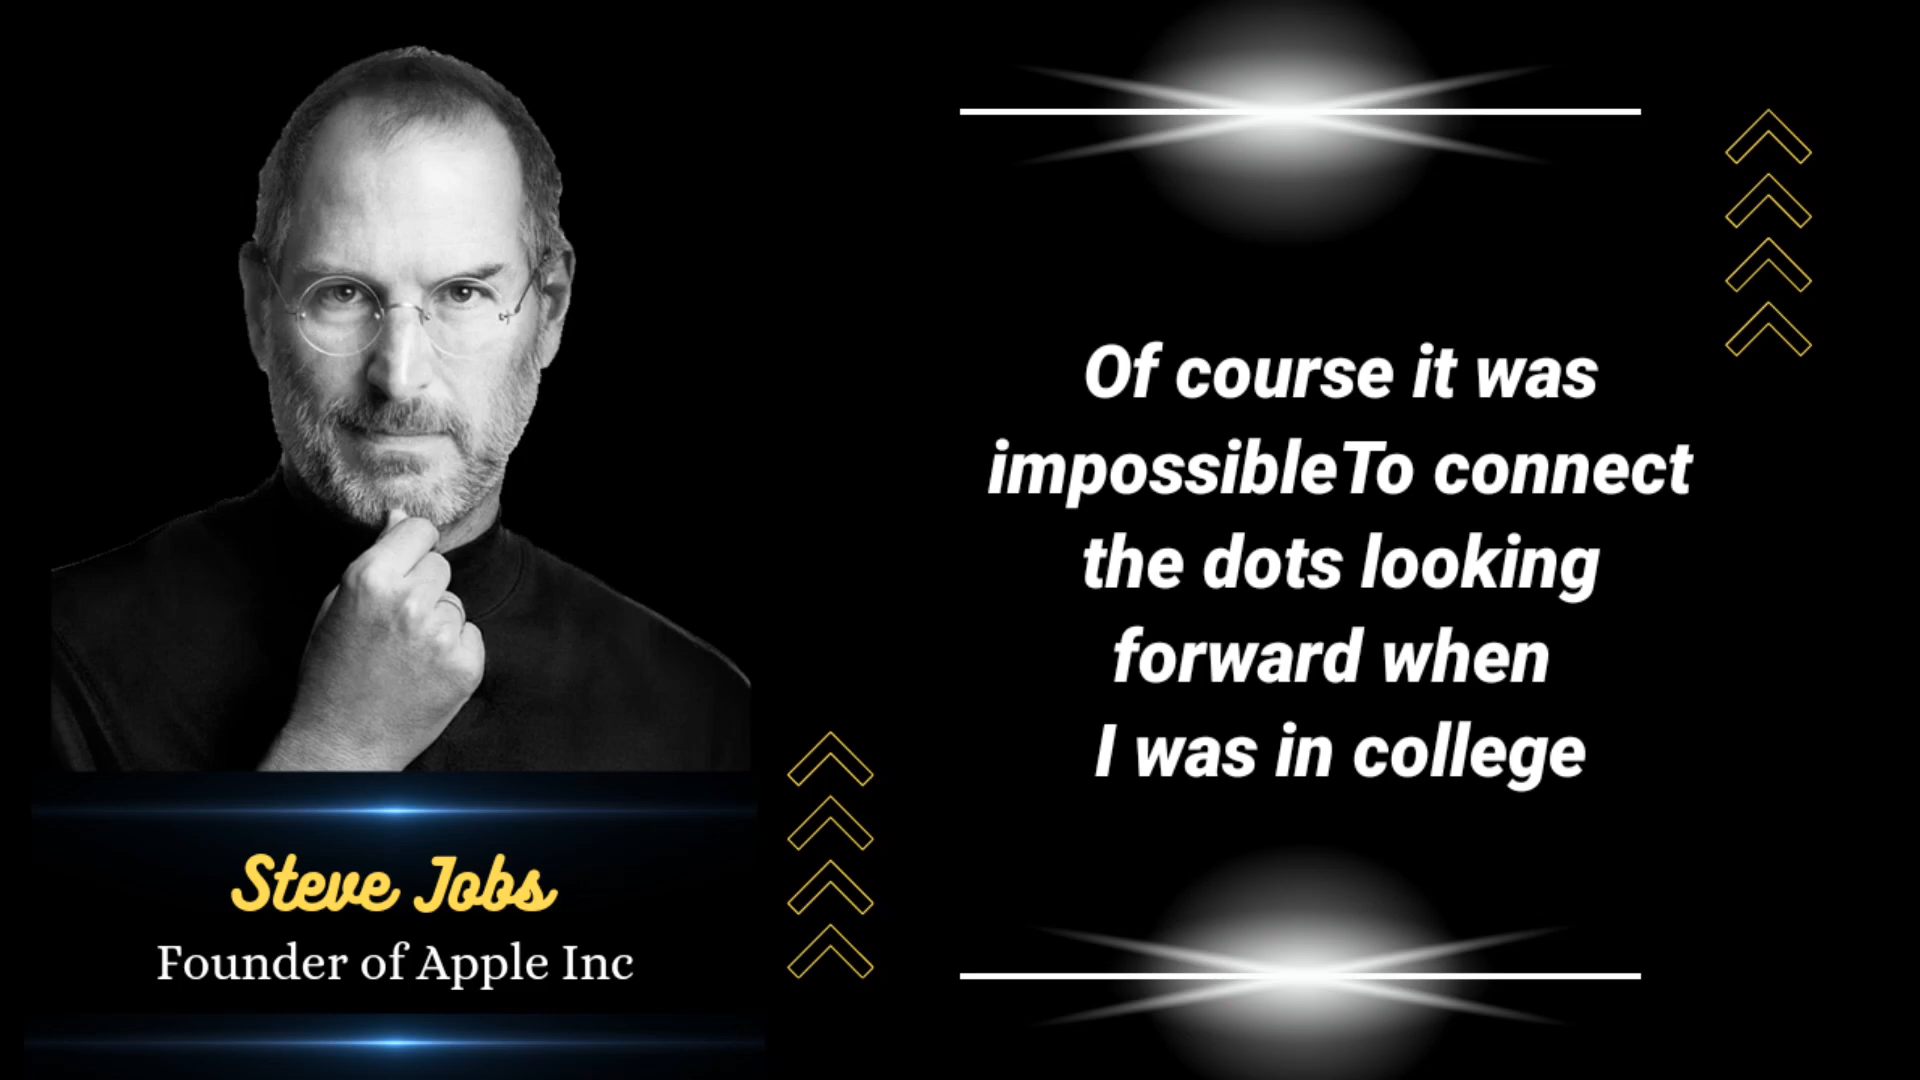 Of course it was
impossibleTo connect
the dots looking
forward when
I was in college
Steve Jobs
Founder of Apple Inc